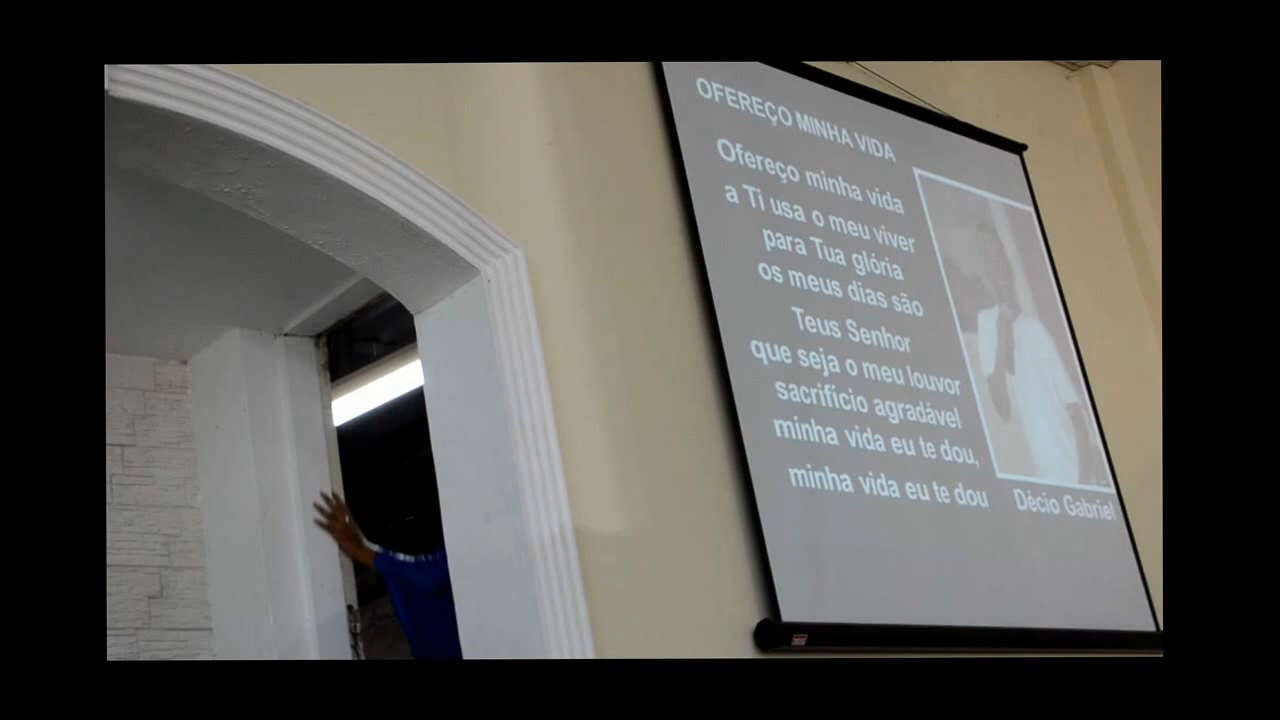 OFEREÇO MINHA VIDA
Ofereço minha vida
a Ti usa o meu viver
para Tua glória
os meus dias são
Teus Senhor
que seja o meu louvor
sacrifício agradável
minha vida eu te dou,
minha vida eu te dou
Décio Gabriel